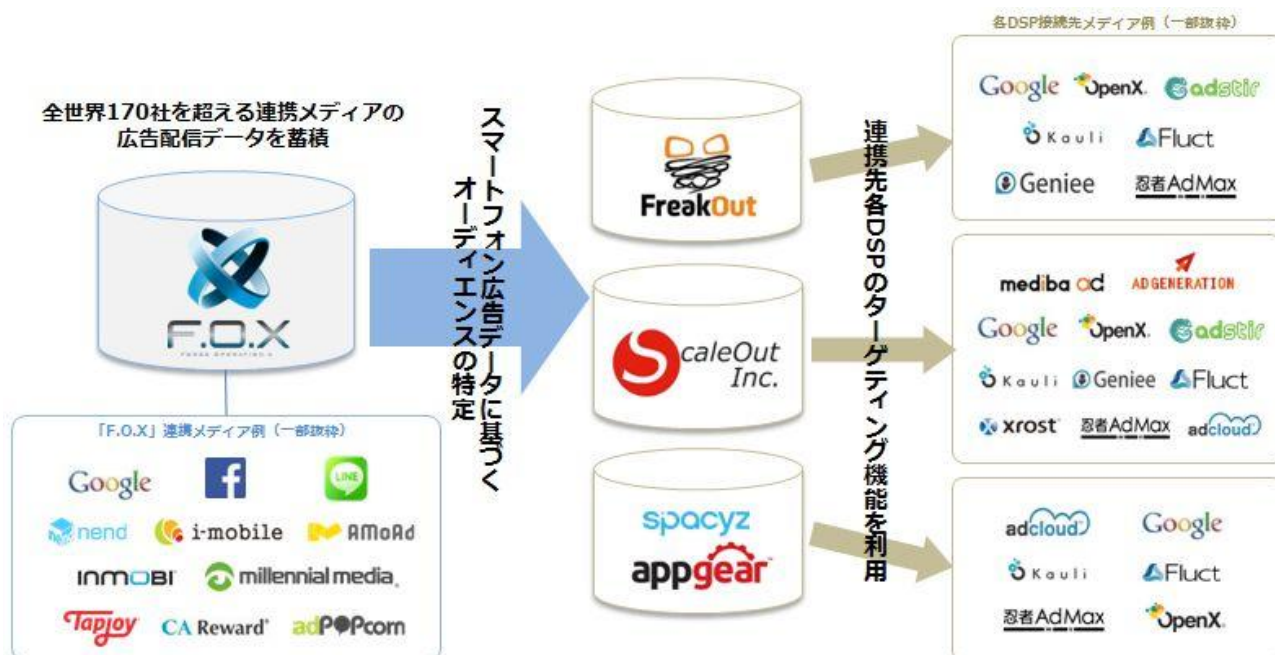 全世界170社を超える連携メディアの
広告配信データを蓄積
F.O.X
FORCE OPERATION X
「F.O.X」連携メディア例（一部抜粋）
Google
f
LINE
nend
i-mobile
AMoAd
INMOBI
millennial media
Tapjoy
CA Reward
adPOPcorn
スマートフォン広告データに基づく
オーディエンスの特定
FreakOut
ScaleOut
Inc.
spacyz
appgear
連携先各DSPのターゲティング機能を利用
各DSP接続先メディア例（一部抜粋）
Google
OpenX
adstir
Kauli
Fluct
Geniee
忍者AdMax
mediba ad
ADGENERATION
Google
OpenX
adstir
Kauli
Geniee
Fluct
xrost
忍者AdMax
adcloud
adcloud
Google
Kauli
Fluct
忍者AdMax
OpenX